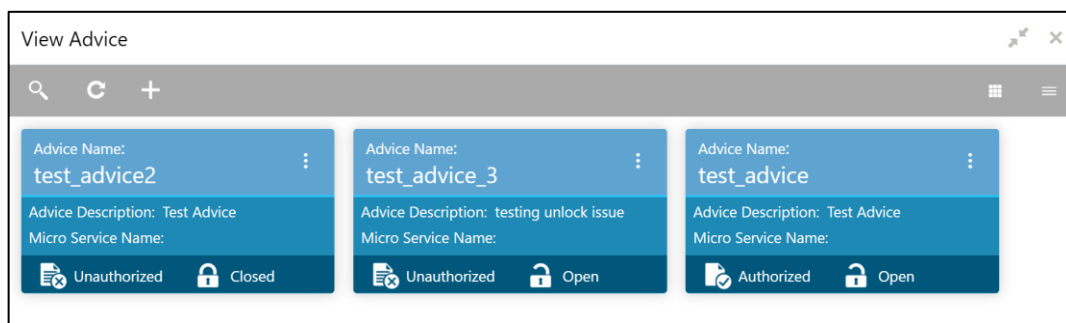 View Advice
Advice Name:
test_advice2
Advice Description: Test Advice
Micro Service Name:
Unauthorized Closed
Advice Name:
test_advice_3
Advice Description: testing unlock issue
Micro Service Name:
Unauthorized Open
Advice Name:
test_advice
Advice Description: Test Advice
Micro Service Name:
Authorized Open